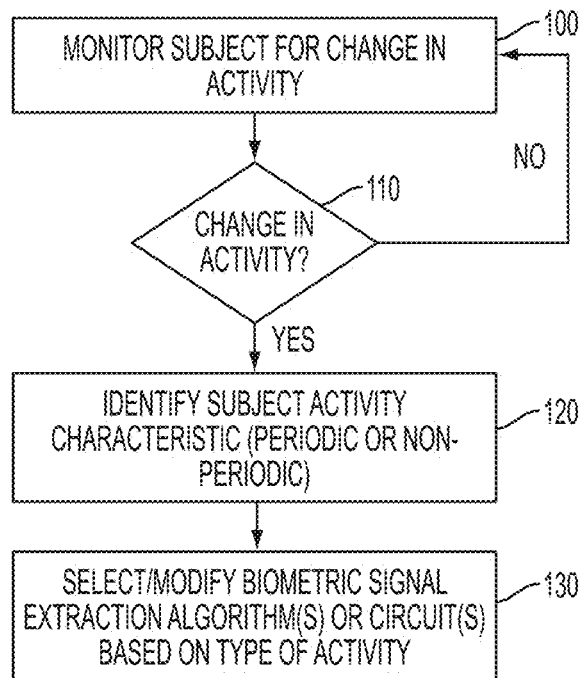 100
MONITOR SUBJECT FOR CHANGE IN
ACTIVITY
NO
110
CHANGE IN
ACTIVITY?
YES
IDENTIFY SUBJECT ACTIVITY
CHARACTERISTIC (PERIODIC OR NON-
PERIODIC)
120
SELECT/MODIFY BIOMETRIC SIGNAL
EXTRACTION ALGORITHM(S) OR CIRCUIT(S)
BASED ON TYPE OF ACTIVITY
130